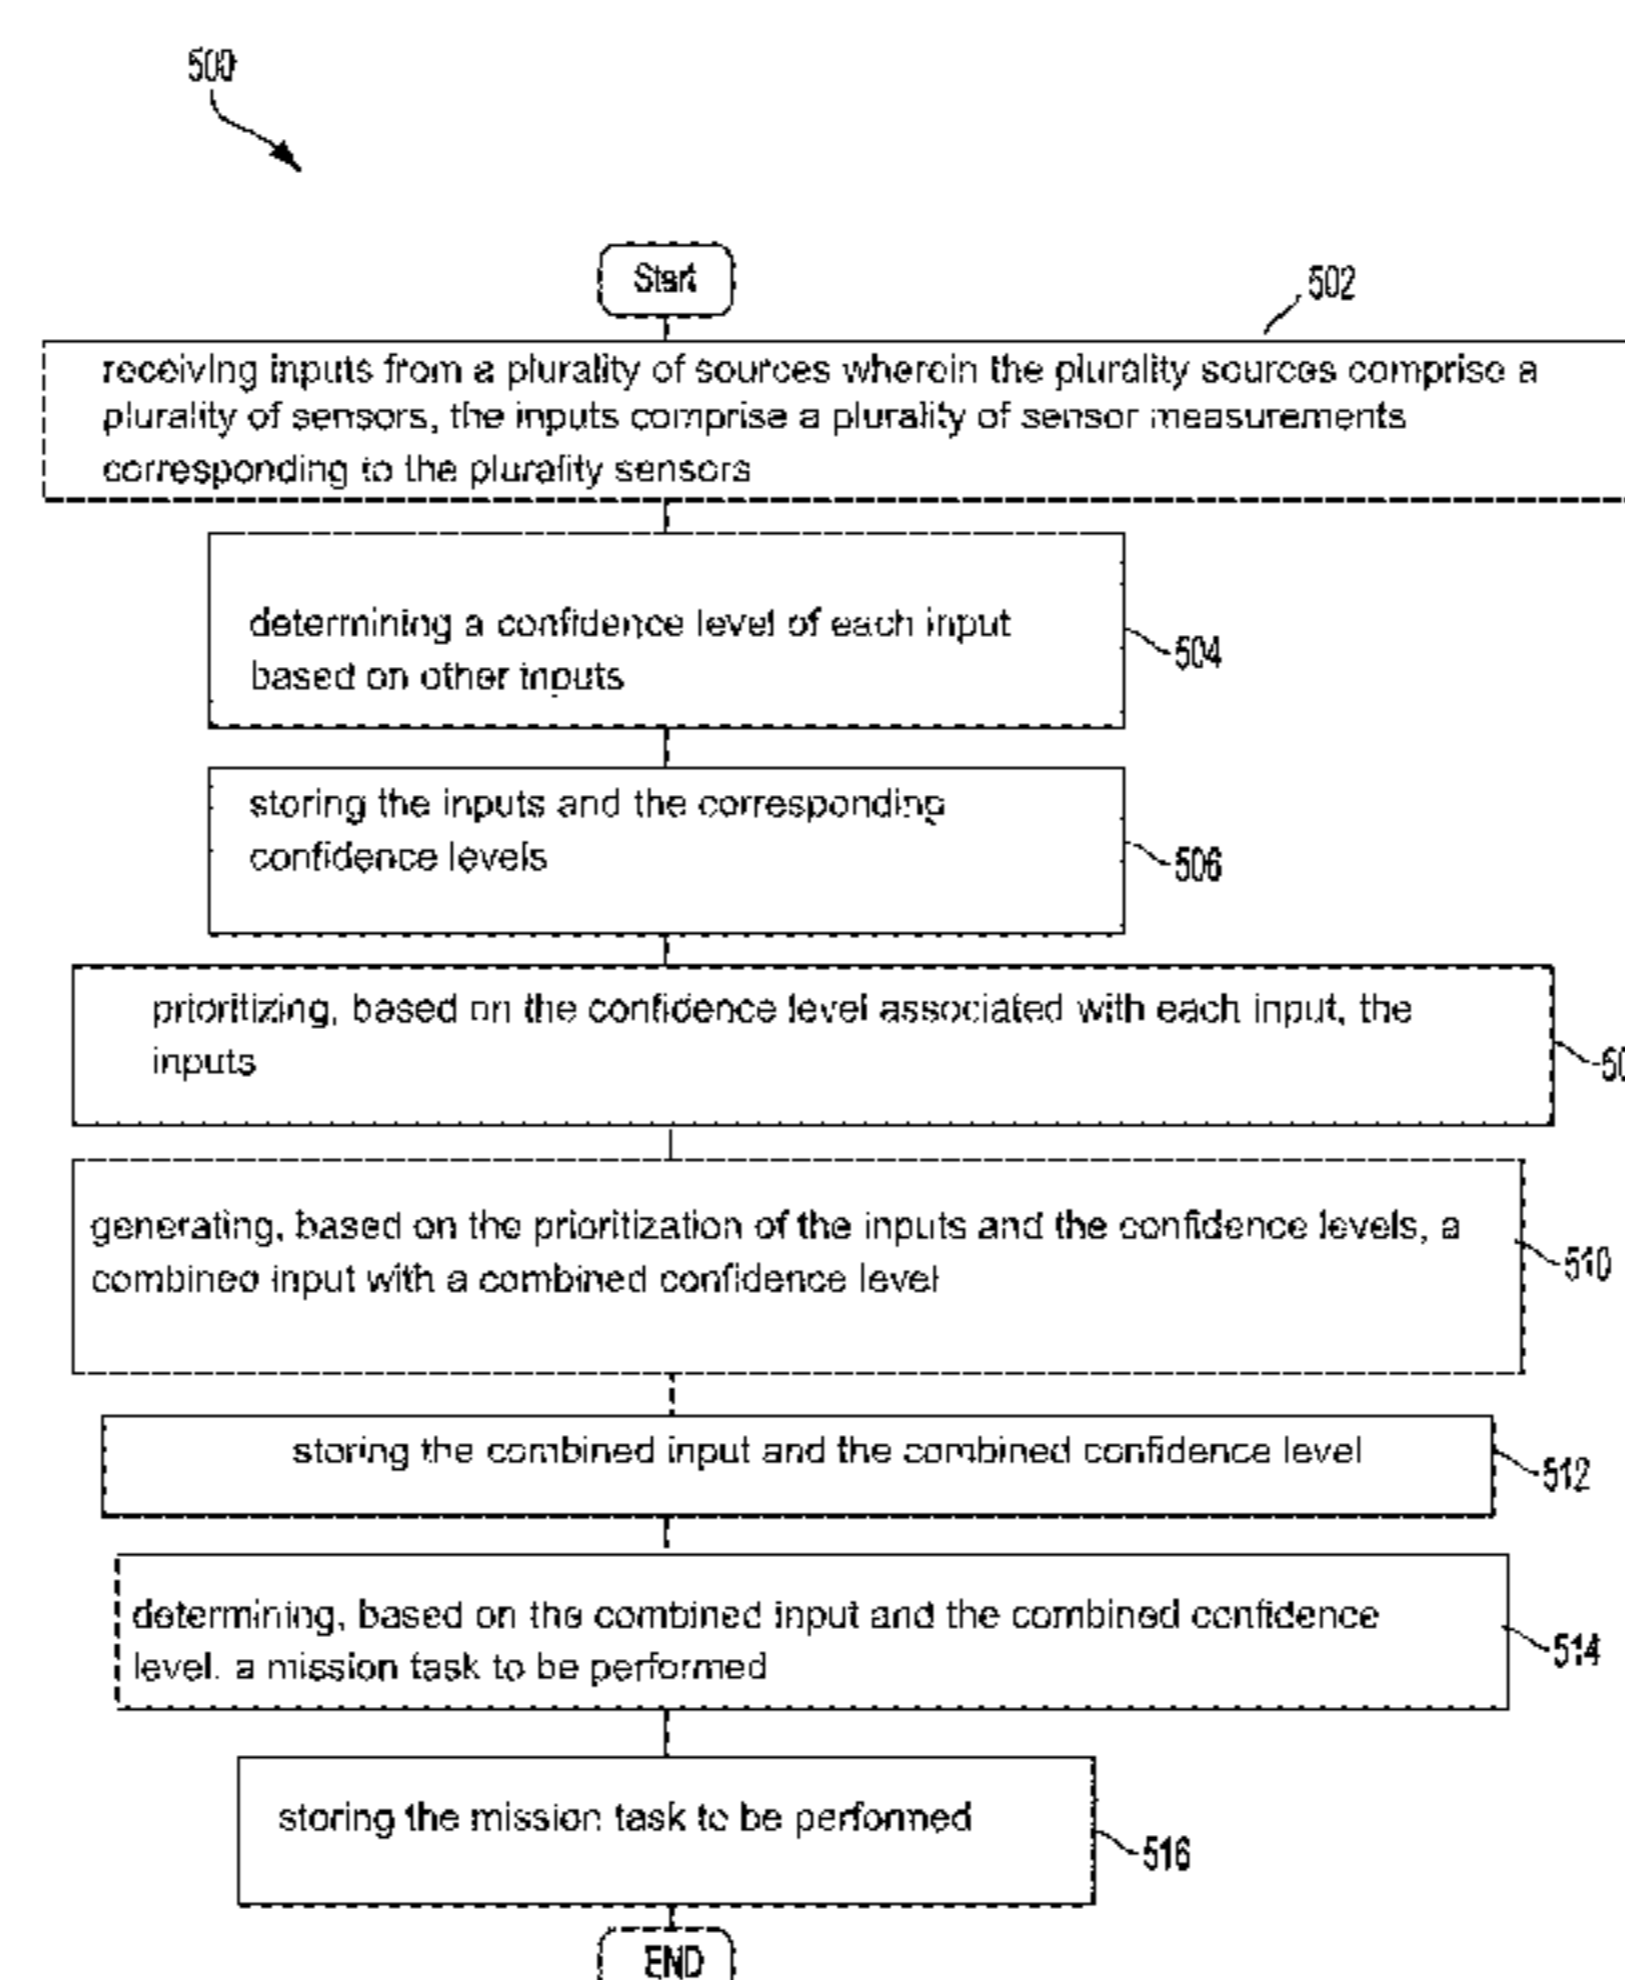 500
Start
502
receiving inputs from a plurality of sources wherein the plurality sources comprise a
plurality of sensors, the inputs comprise a plurality of sensor measurements
corresponding to the plurality sensors
determining a confidence level of each input
based on other inputs
504
storing the inputs and the corresponding
confidence levels
506
prioritizing, based on the confidence level associated with each input, the
inputs
generating, based on the prioritization of the inputs and the confidence levels, a
combined input with a combined confidence level
510
storing the combined input and the combined confidence level
512
determining, based on the combined input and the combined confidence
level, a mission task to be performed
514
storing the mission task to be performed
516
END